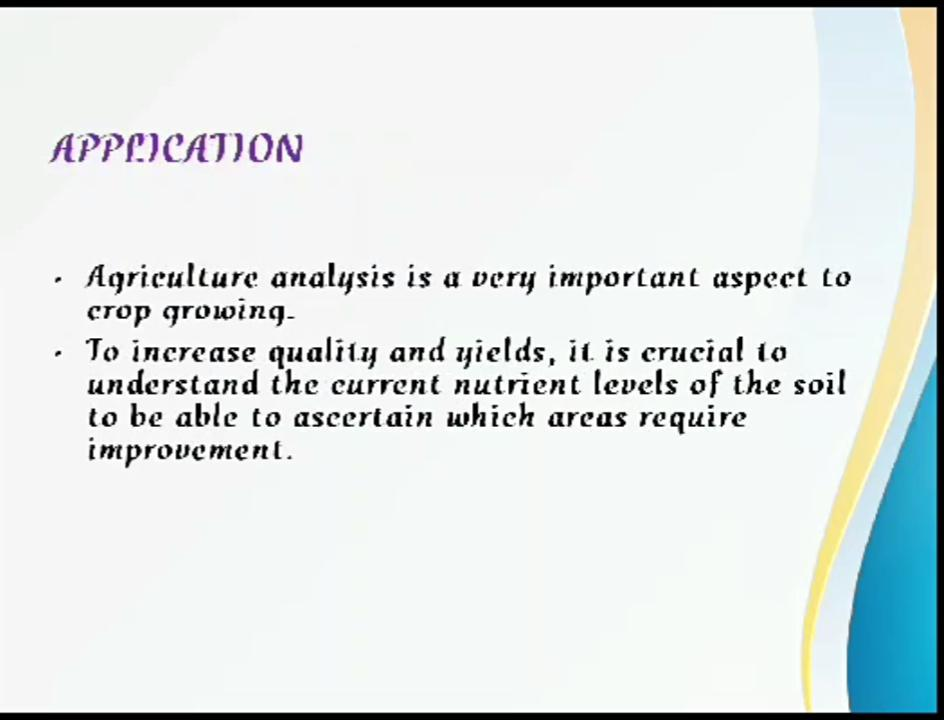 APPLICATION
• Agriculture analysis is a very important aspect to
crop growing.
• To increase quality and yields, it is crucial to
understand the current nutrient levels of the soil
to be able to ascertain which areas require
improvement.